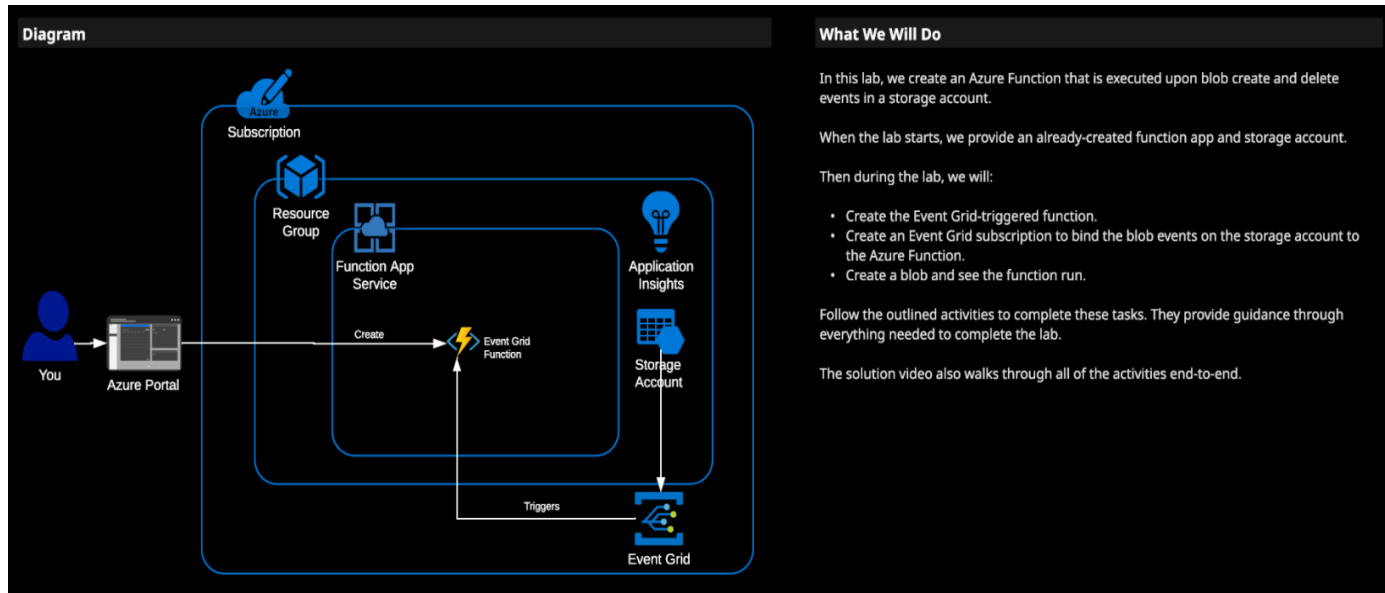 Diagram
Azure
Subscription
Resource
Group
Function App
Service
Application
Insights
Create
Event Grid
Function
Storage
Account
You
Azure Portal
Triggers
Event Grid
What We Will Do
In this lab, we create an Azure Function that is executed upon blob create and delete
events in a storage account.
When the lab starts, we provide an already-created function app and storage account.
Then during the lab, we will:
• Create the Event Grid-triggered function.
• Create an Event Grid subscription to bind the blob events on the storage account to
the Azure Function.
• Create a blob and see the function run.
Follow the outlined activities to complete these tasks. They provide guidance through
everything needed to complete the lab.
The solution video also walks through all of the activities end-to-end.